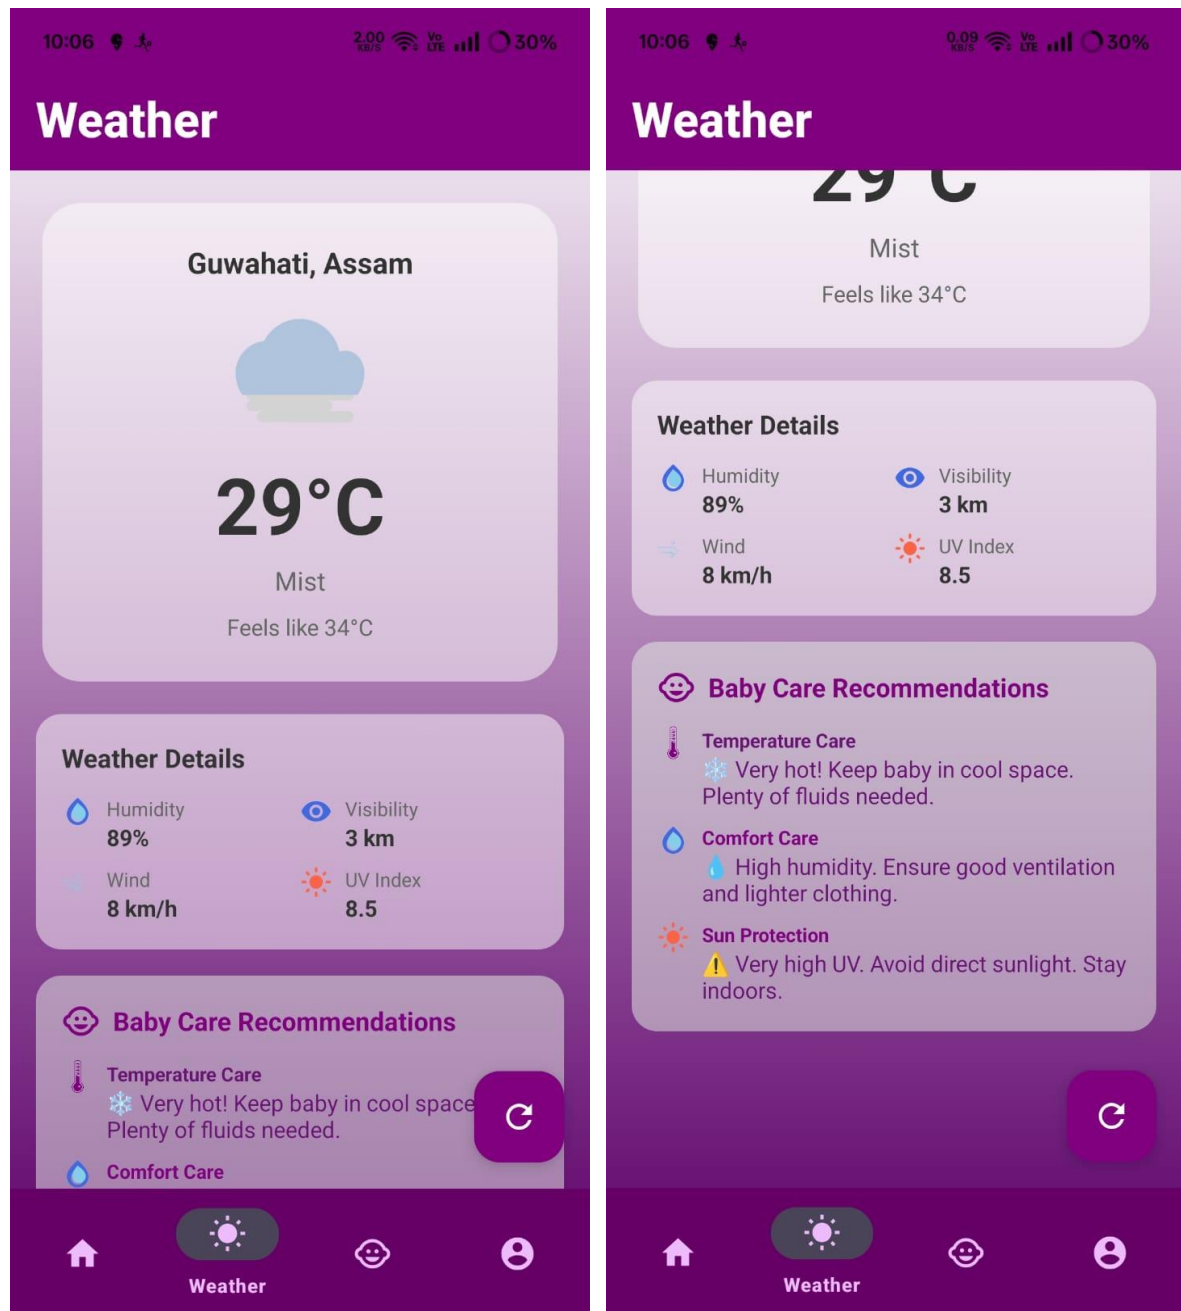 10:06 2.00 KB/S Vo LTE 30%
Weather
Guwahati, Assam
29°C
Mist
Feels like 34°C
Weather Details
Humidity Visibility
89% 3 km
Wind UV Index
8 km/h 8.5
Baby Care Recommendations
Temperature Care
❄️ Very hot! Keep baby in cool space
Plenty of fluids needed.
Comfort Care
Weather
10:06 0.09 KB/S Vo LTE 30%
Weather
29°C
Mist
Feels like 34°C
Weather Details
Humidity Visibility
89% 3 km
Wind UV Index
8 km/h 8.5
Baby Care Recommendations
Temperature Care
❄️ Very hot! Keep baby in cool space.
Plenty of fluids needed.
Comfort Care
💧 High humidity. Ensure good ventilation
and lighter clothing.
Sun Protection
⚠️ Very high UV. Avoid direct sunlight. Stay
indoors.
Weather